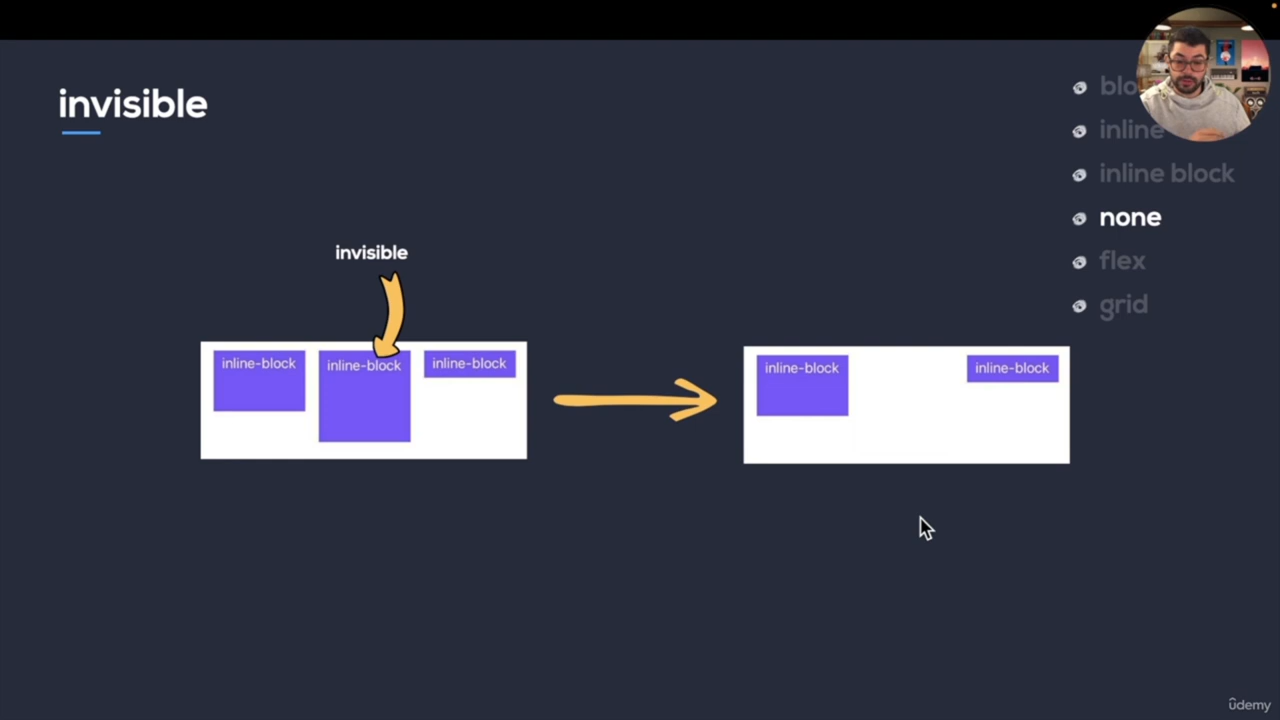 invisible
inline
inline block
none
flex
grid
invisible
inline-block
inline-block
inline-block
inline-block
inline-block
ûdemy